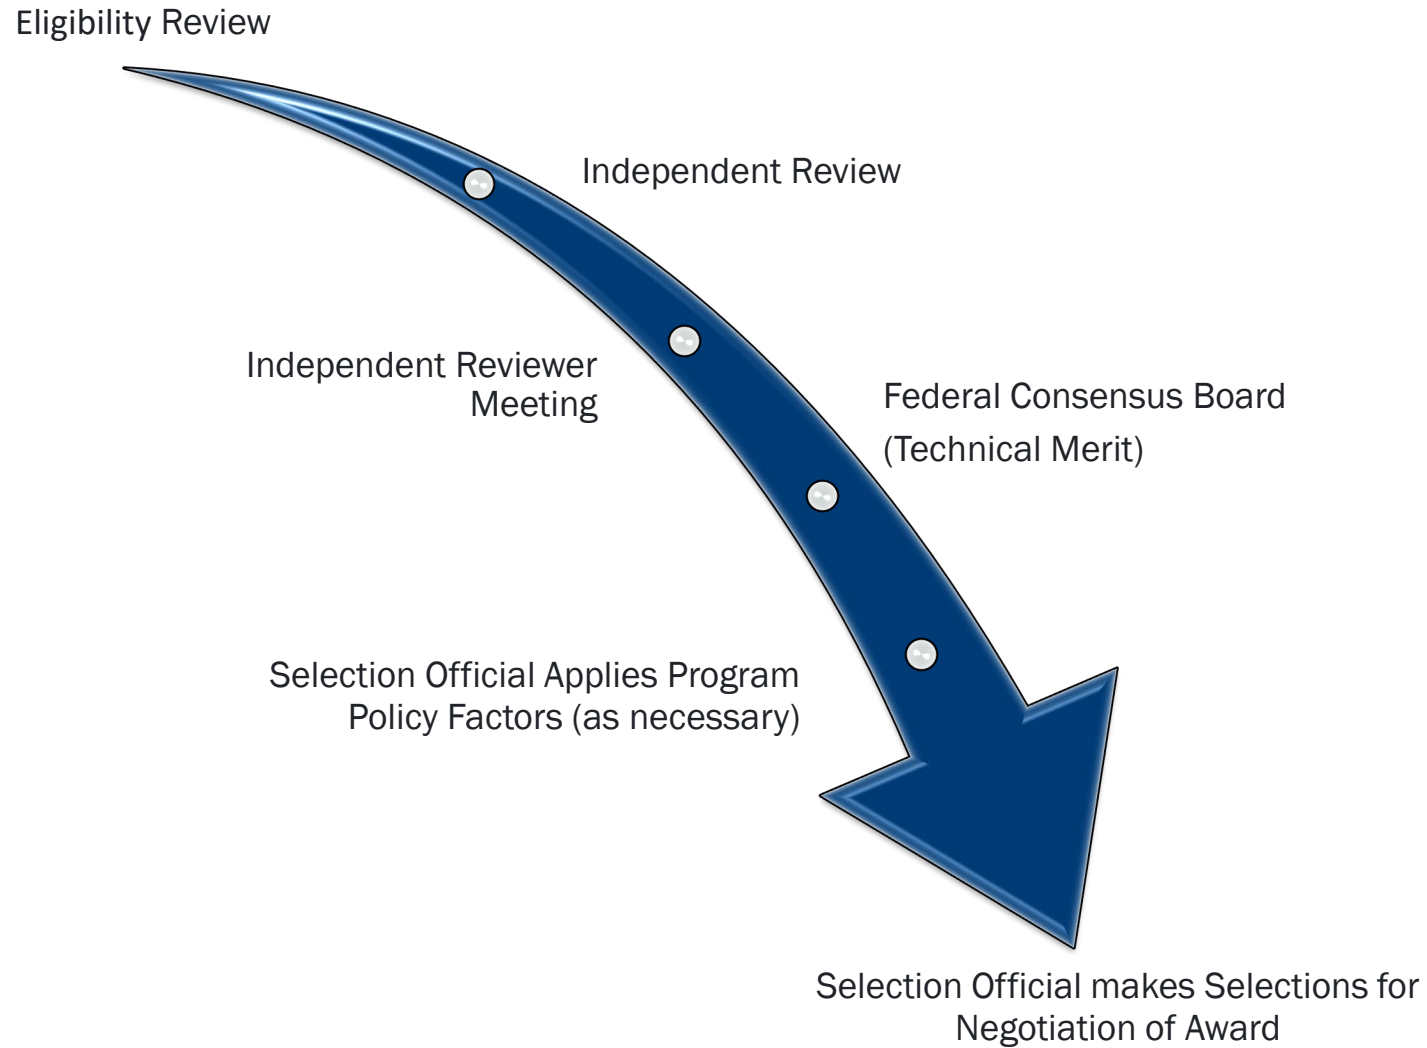 Eligibility Review
Independent Review
Independent Reviewer
Meeting
Federal Consensus Board
(Technical Merit)
Selection Official Applies Program
Policy Factors (as necessary)
Selection Official makes Selections for
Negotiation of Award